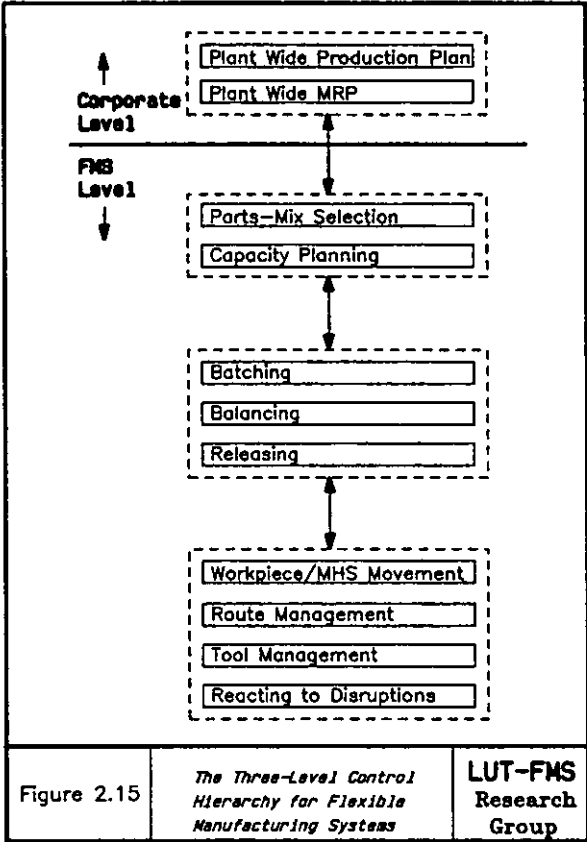 Plant Wide Production Plan
Plant Wide MRP
Corporate
Level
FMS
Level
Parts-Mix Selection
Capacity Planning
Batching
Balancing
Releasing
Workpiece/MHS Movement
Route Management
Tool Management
Reacting to Disruptions
Figure 2.15
The Three-Level Control
Hierarchy for Flexible
Manufacturing Systems
LUT-FMS
Research
Group